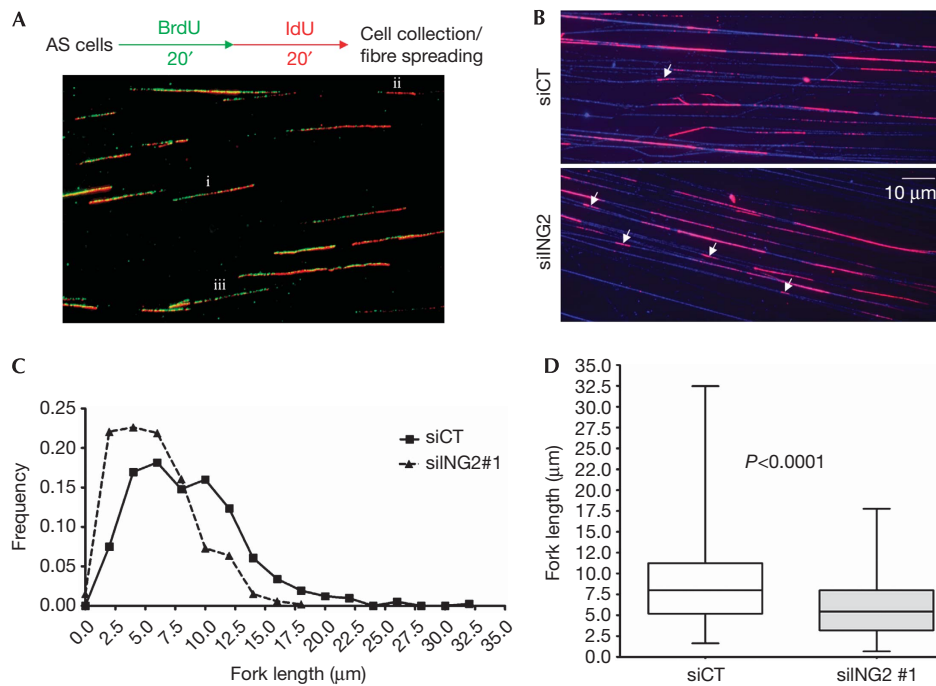 A
AS cells
BrdU
20′
IdU
20′
Cell collection/
fibre spreading
i
ii
iii
B
siCT
siING2
10 μm
C
Frequency
0.25
0.20
0.15
0.10
0.05
0.00
siCT
siING2#1
0.0 2.5 5.0 7.5 10.0 12.5 15.0 17.5 20.0 22.5 25.0 27.5 30.0 32.5 35.0
Fork length (μm)
D
Fork length (μm)
35.0
32.5
30.0
27.5
25.0
22.0
20.0
17.5
15.0
12.5
10.0
7.5
5.0
2.5
0.0
P<0.0001
siCT
siING2 #1